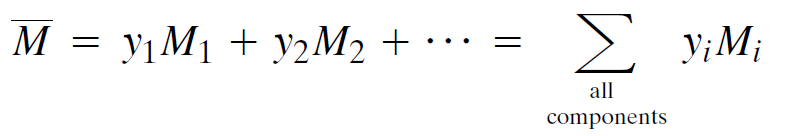 M̅ = y₁M₁ + y₂M₂ + ⋯ = ∑ yᵢMᵢ
all
components